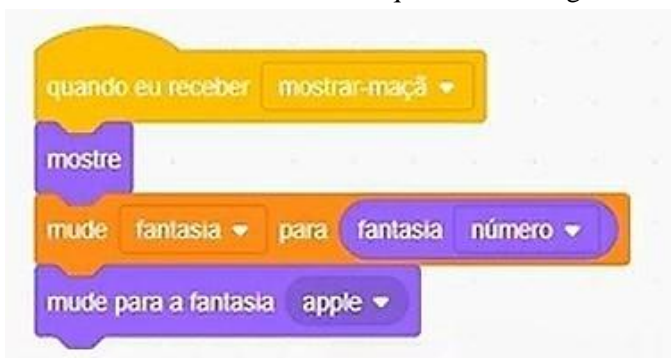 quando eu receber mostrar-maçã
mostre
mude fantasia para fantasia número
mude para a fantasia apple